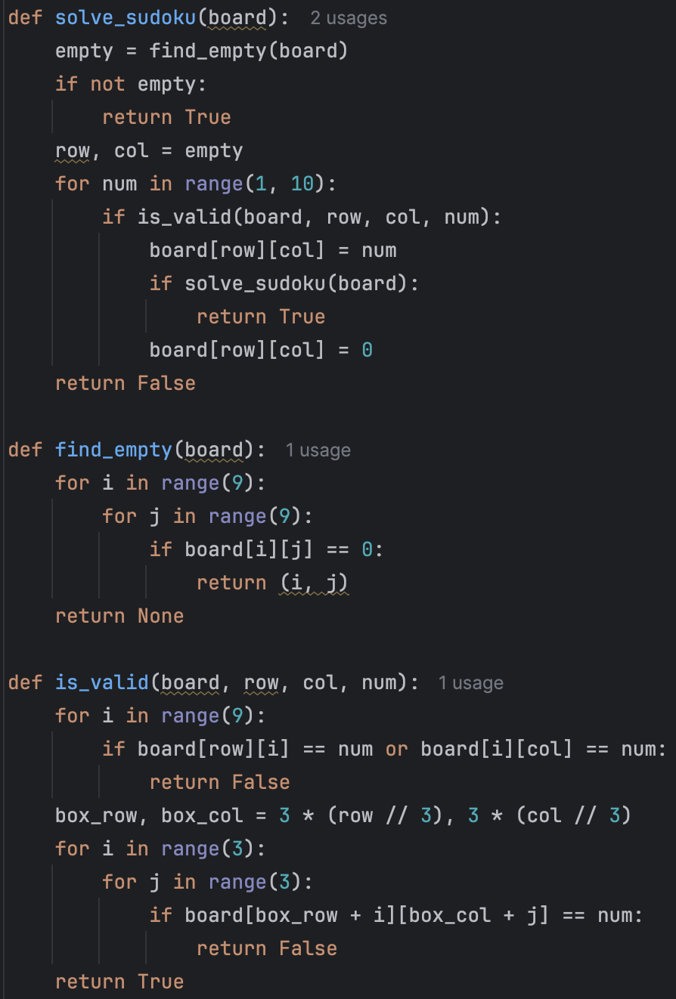 def solve_sudoku(board):  2 usages
    empty = find_empty(board)
    if not empty:
        return True
    row, col = empty
    for num in range(1, 10):
        if is_valid(board, row, col, num):
            board[row][col] = num
            if solve_sudoku(board):
                return True
            board[row][col] = 0
    return False

def find_empty(board):  1 usage
    for i in range(9):
        for j in range(9):
            if board[i][j] == 0:
                return (i, j)
    return None

def is_valid(board, row, col, num):  1 usage
    for i in range(9):
        if board[row][i] == num or board[i][col] == num:
            return False
    box_row, box_col = 3 * (row // 3), 3 * (col // 3)
    for i in range(3):
        for j in range(3):
            if board[box_row + i][box_col + j] == num:
                return False
    return True